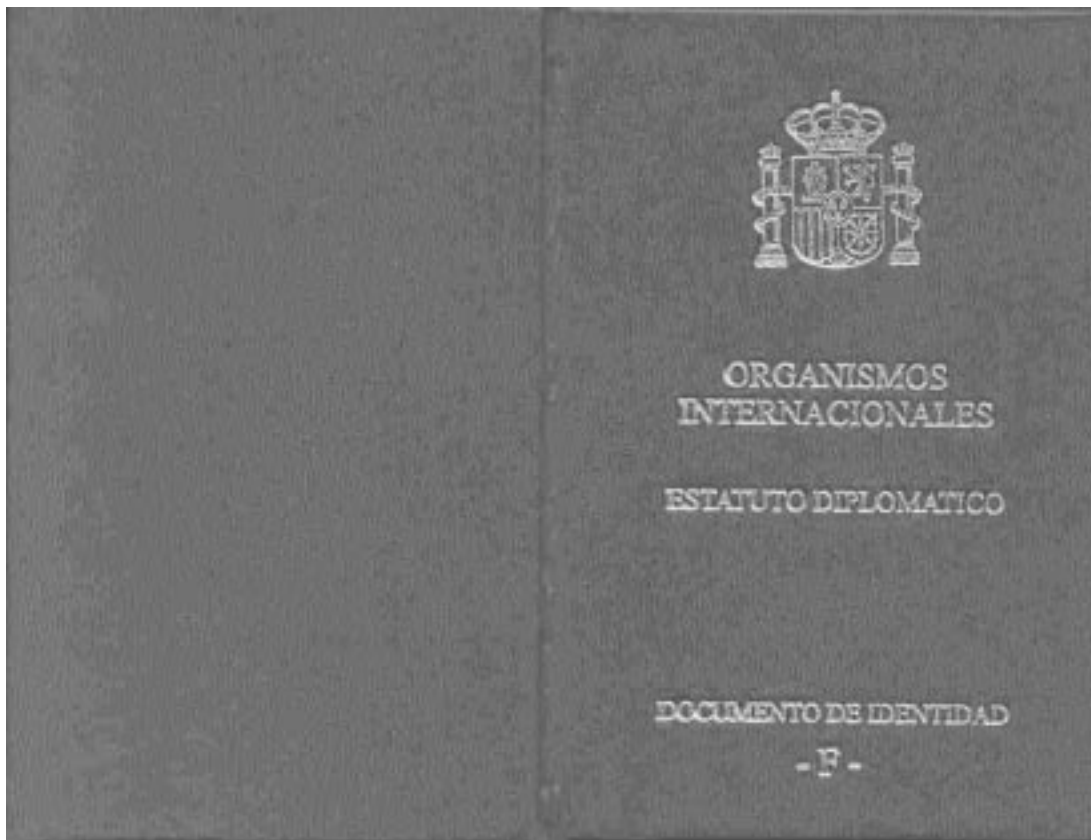 ORGANISMOS
INTERNACIONALES
ESTATUTO DIPLOMATICO
DOCUMENTO DE IDENTIDAD
- F -